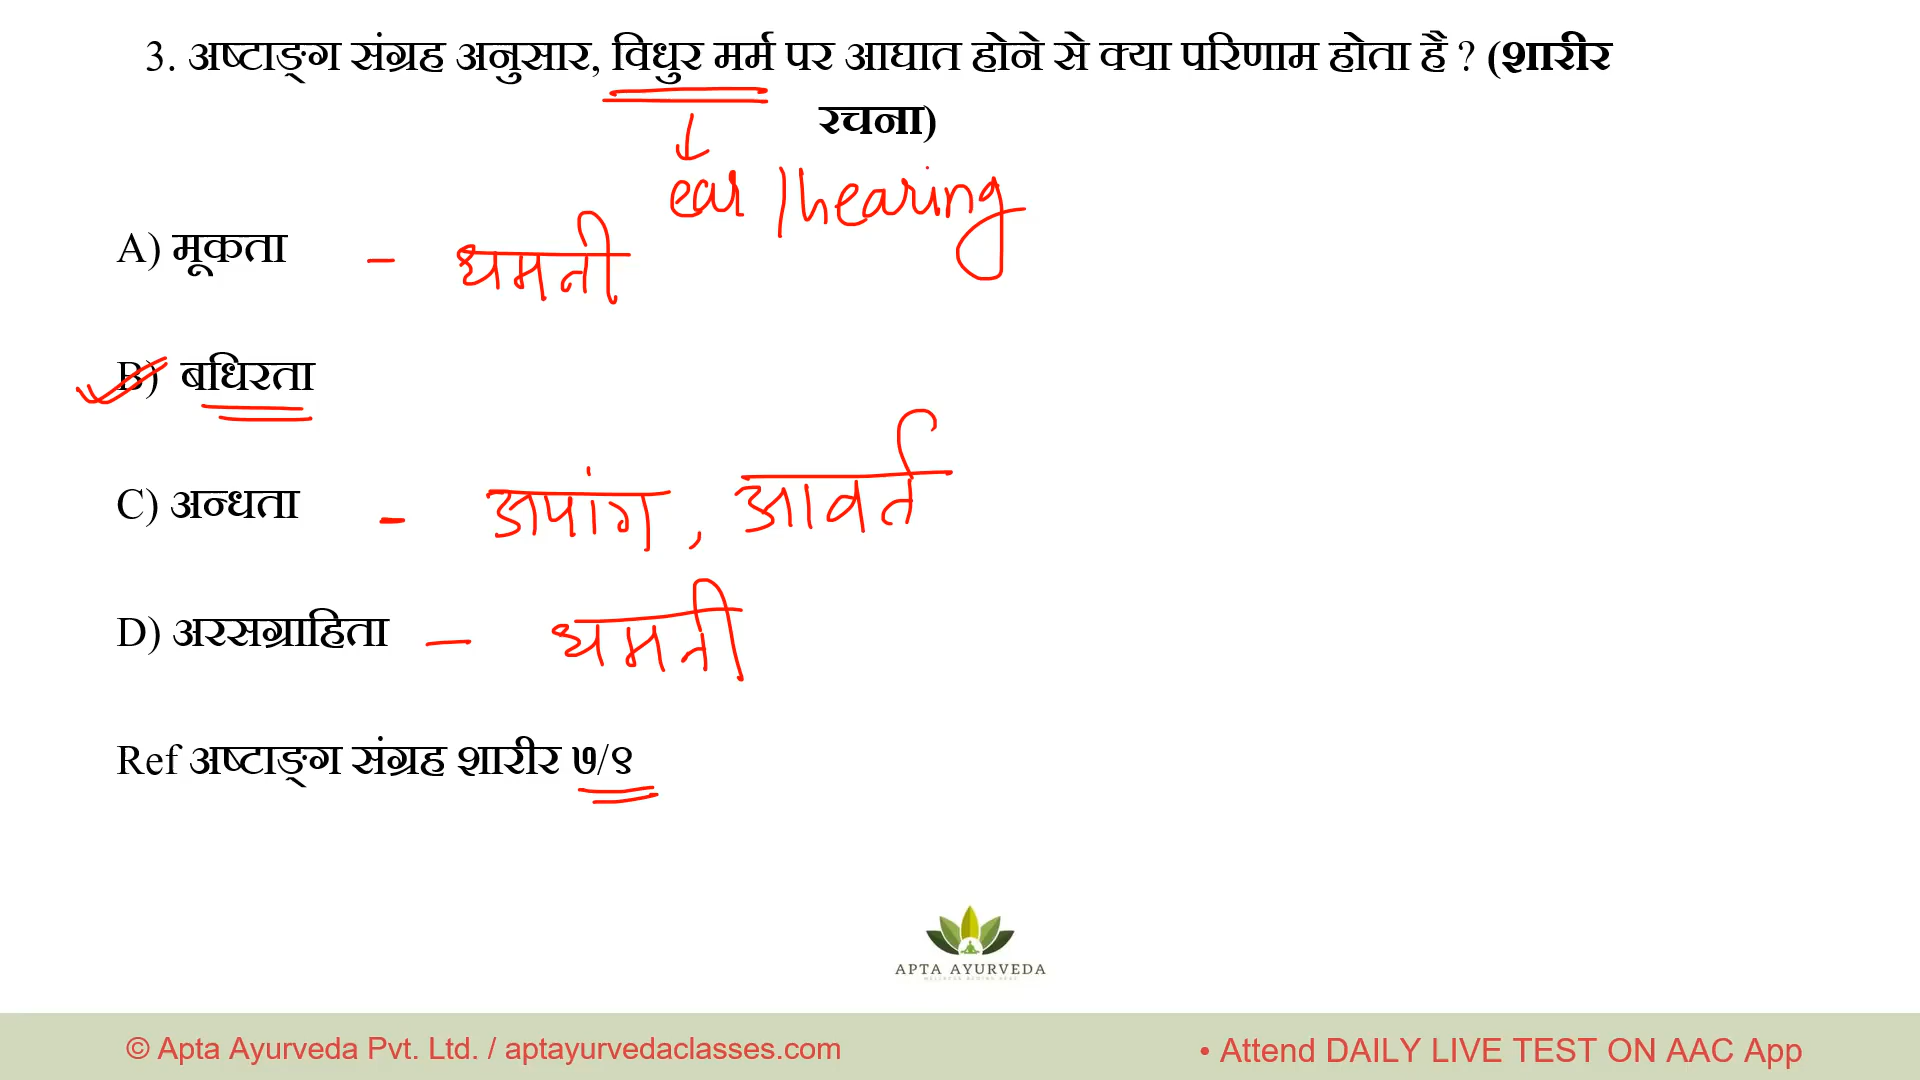 3. अष्टाङ्ग संग्रह अनुसार, विधुर मर्म पर आघात होने से क्या परिणाम होता है ? (शारीर
रचना)
ear / hearing
A) मूकता - धमनी
B) बधिरता
C) अन्धता - अपांग, आवर्त
D) अरसग्राहिता - धमनी
Ref अष्टाङ्ग संग्रह शारीर ७/९
APTA AYURVEDA
© Apta Ayurveda Pvt. Ltd. / aptayurvedaclasses.com
• Attend DAILY LIVE TEST ON AAC App